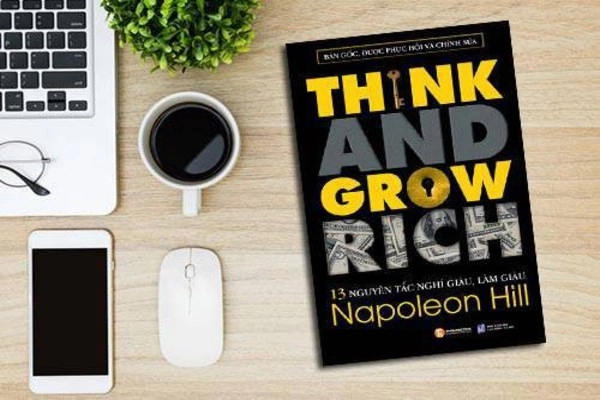 BẢN GỐC, ĐƯỢC PHỤC HỒI VÀ CHỈNH SỬA
THINK
AND
GROW
RICH
13 NGUYÊN TẮC NGHĨ GIÀU, LÀM GIÀU
Napoleon Hill